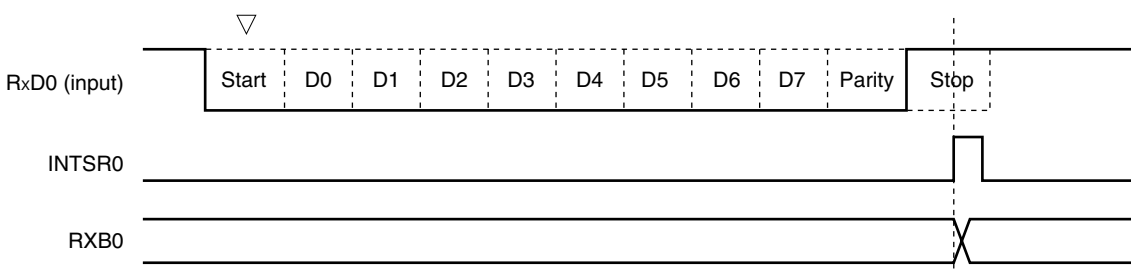 RxD0 (input) Start D0 D1 D2 D3 D4 D5 D6 D7 Parity Stop
INTSR0
RXB0